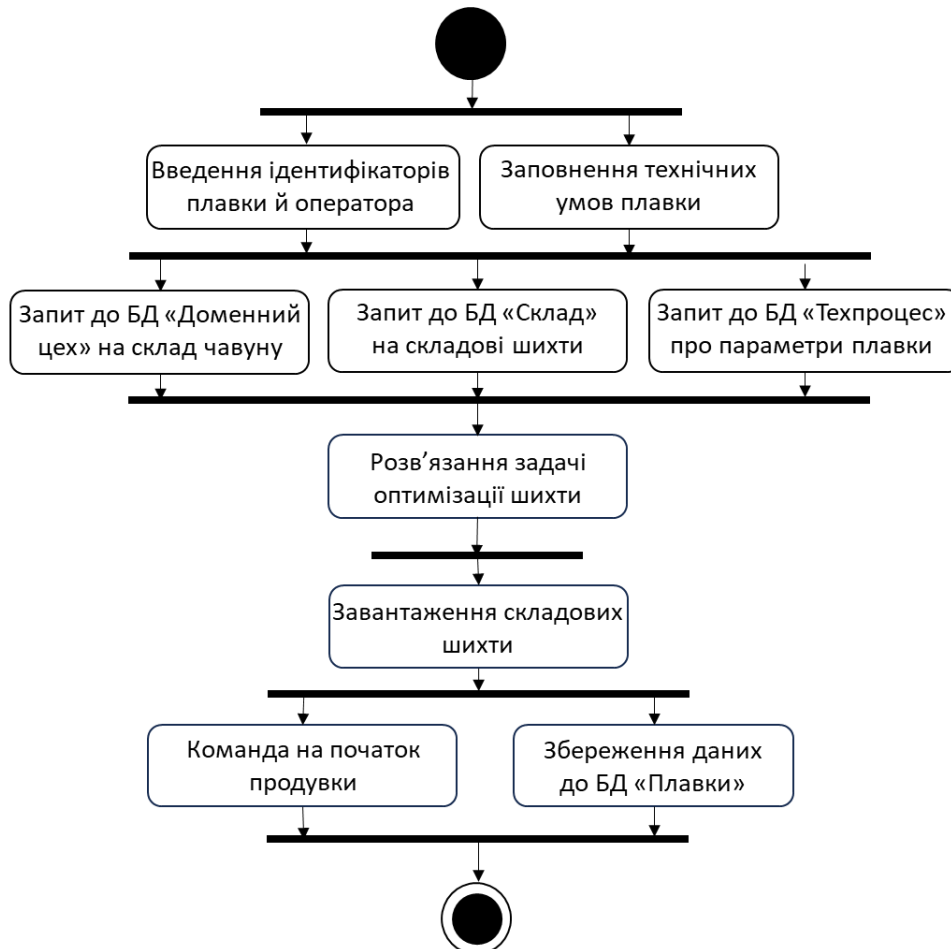 Введення ідентифікаторів
плавки й оператора
Заповнення технічних
умов плавки
Запит до БД «Доменний
цех» на склад чавуну
Запит до БД «Склад»
на складові шихти
Запит до БД «Техпроцес»
про параметри плавки
Розв’язання задачі
оптимізації шихти
Завантаження складових
шихти
Команда на початок
продувки
Збереження даних
до БД «Плавки»